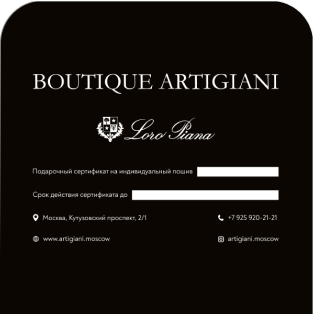 BOUTIQUE ARTIGIANI
Loro Piana
Подарочный сертификат на индивидуальный пошив
Срок действия сертификата до
Москва, Кутузовский проспект, 2/1 +7 925 920-21-21
www.artigiani.moscow artigiani.moscow